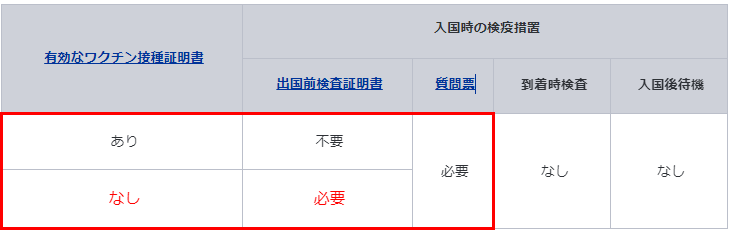 有効なワクチン接種証明書
入国時の検疫措置
出国前検査証明書 質問票 到着時検査 入国後待機
あり 不要 必要 なし なし
なし 必要